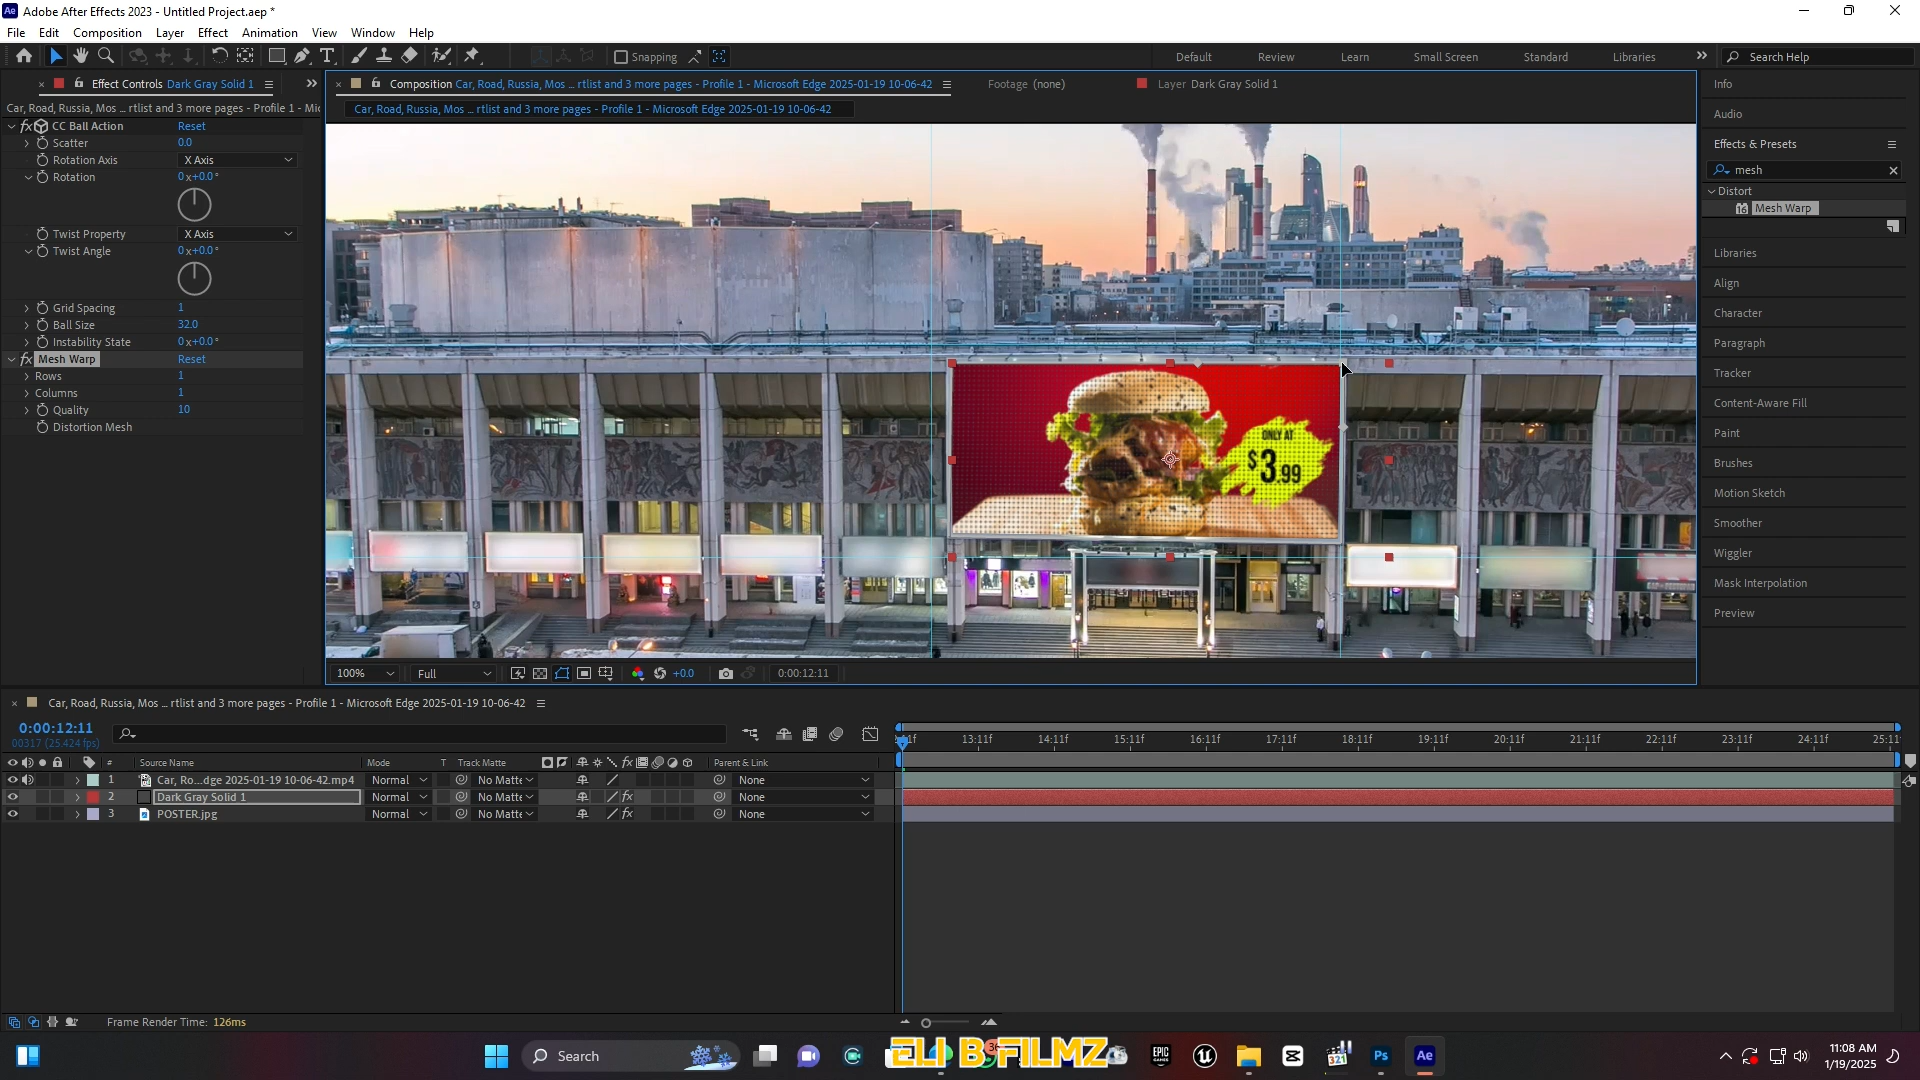 Adobe After Effects 2023 - Untitled Project.aep *
File Edit Composition Layer Effect Animation View Window Help
Snapping
Default Review Learn Small Screen Standard Libraries
Search Help
Effect Controls Dark Gray Solid 1
Composition Car, Road, Russia, Mos ... rtlist and 3 more pages - Profile 1 - Microsoft Edge 2025-01-19 10-06-42
Footage (none)
Layer Dark Gray Solid 1
Car, Road, Russia, Mos ... rtlist and 3 more pages - Profile 1 - Mic
Car, Road, Russia, Mos ... rtlist and 3 more pages - Profile 1 - Microsoft Edge 2025-01-19 10-06-42
fx CC Ball Action Reset
Scatter 0.0
Rotation Axis X Axis
Rotation 0x+0.0°
Twist Property X Axis
Twist Angle 0x+0.0°
Grid Spacing 1
Ball Size 32.0
Instability State 0x+0.0°
fx Mesh Warp Reset
Rows 1
Columns 1
Quality 10
Distortion Mesh
ONLY AT
$3.99
Info
Audio
Effects & Presets
mesh
Distort
16 Mesh Warp
Libraries
Align
Character
Paragraph
Tracker
Content-Aware Fill
Paint
Brushes
Motion Sketch
Smoother
Wiggler
Mask Interpolation
Preview
100% Full +0.0 0:00:12:11
Car, Road, Russia, Mos ... rtlist and 3 more pages - Profile 1 - Microsoft Edge 2025-01-19 10-06-42
0:00:12:11
00317 (25.424 fps)
13:11f 14:11f 15:11f 16:11f 17:11f 18:11f 19:11f 20:11f 21:11f 22:11f 23:11f 24:11f 25:11
# Source Name Mode T Track Matte fx Parent & Link
1 Car, Ro...dge 2025-01-19 10-06-42.mp4 Normal No Matte None
2 Dark Gray Solid 1 Normal No Matte fx None
3 POSTER.jpg Normal No Matte fx None
Frame Render Time: 126ms
Search
ELI B FILMZ
EPIC GAMES
321
Ps
Ae
11:08 AM
1/19/2025